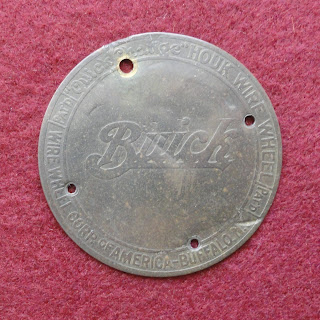 "HOUK" WIRE WHEEL
WIRE WHEEL CORP. OF AMERICA-BUFFALO,
Buick